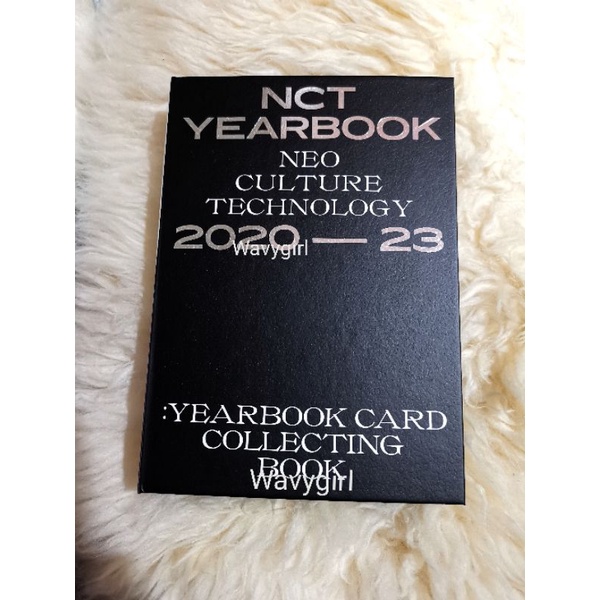 NCT
YEARBOOK
NEO
CULTURE
TECHNOLOGY
2020 — 23
Wavygirl
:YEARBOOK CARD
COLLECTING
BOOK
Wavygirl